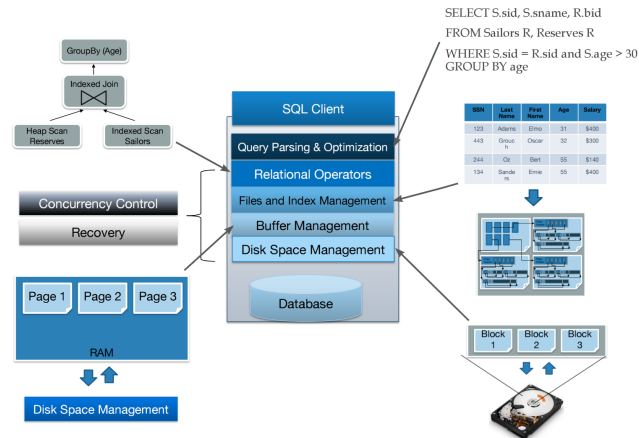 SELECT S.sid, S.sname, R.bid
FROM Sailors R, Reserves R
WHERE S.sid = R.sid and S.age > 30
GROUP BY age
GroupBy (Age)
Indexed Join
Heap Scan
Reserves
Indexed Scan
Sailors
SQL Client
Query Parsing & Optimization
Relational Operators
Files and Index Management
Buffer Management
Disk Space Management
Database
Concurrency Control
Recovery
Page 1 Page 2 Page 3
RAM
Disk Space Management
SSN Last Name First Name Age Salary
123 Adams Elmo 31 $400
443 Grouch Oscar 32 $300
244 Oz Bert 55 $140
134 Sanders Ernie 55 $400
Block 1 Block 2 Block 3